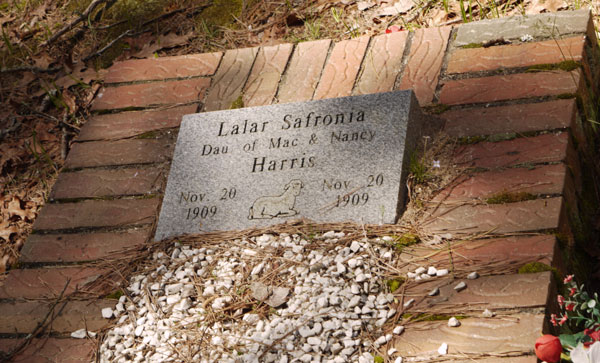 Lalar Safronia
Dau of Mac & Nancy
Harris
Nov. 20 Nov. 20
1909 1909